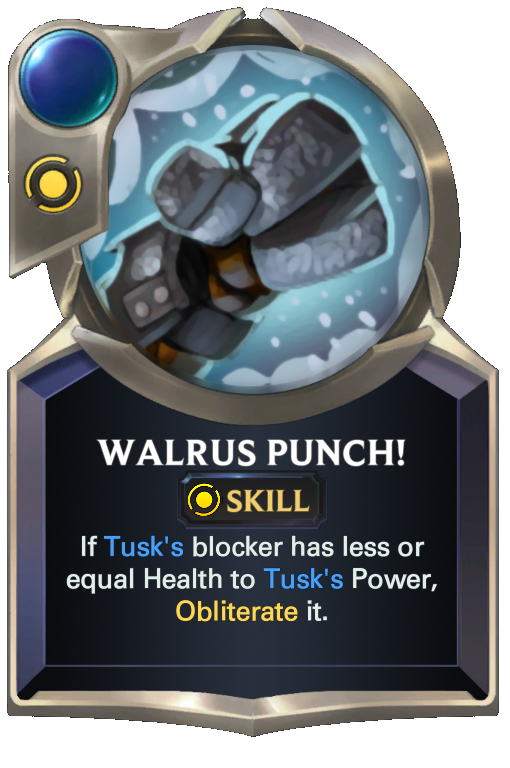 WALRUS PUNCH!
SKILL
If Tusk's blocker has less or
equal Health to Tusk's Power,
Obliterate it.